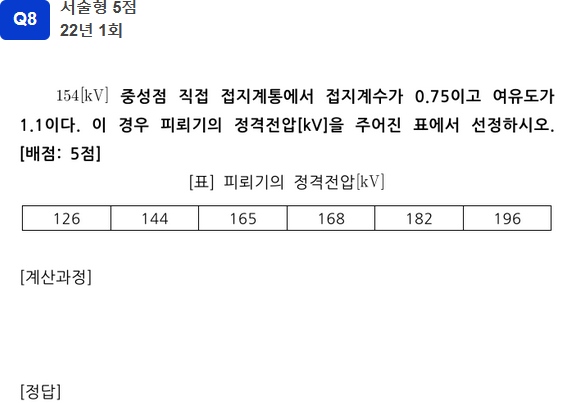 Q8
서술형 5점
22년 1회
154[kV] 중성점 직접 접지계통에서 접지계수가 0.75이고 여유도가
1.1이다. 이 경우 피뢰기의 정격전압[kV]을 주어진 표에서 선정하시오.
[배점: 5점]
[표] 피뢰기의 정격전압[kV]
126 144 165 168 182 196
[계산과정]
[정답]